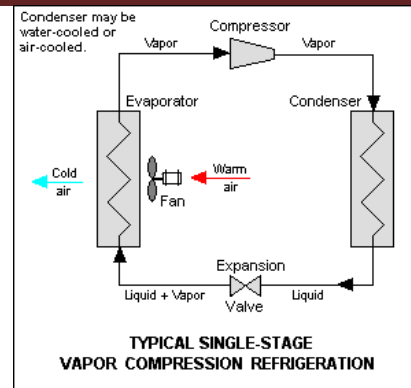 Condenser may be
water-cooled or
air-cooled.
Compressor
Vapor
Vapor
Evaporator
Condenser
Cold
air
Warm
air
Fan
Expansion
Valve
Liquid + Vapor
Liquid
TYPICAL SINGLE-STAGE
VAPOR COMPRESSION REFRIGERATION